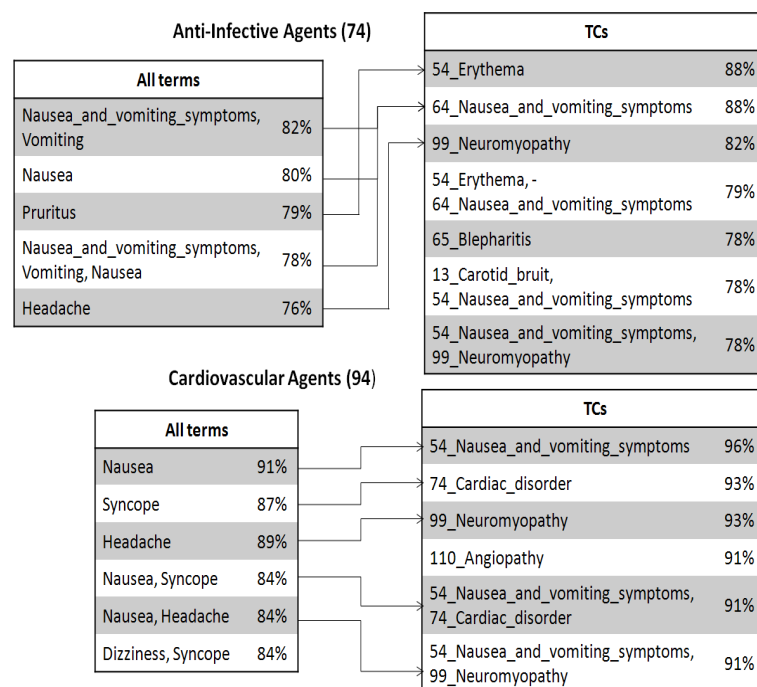 Anti-Infective Agents (74)
All terms
Nausea_and_vomiting_symptoms,
Vomiting 82%
Nausea 80%
Pruritus 79%
Nausea_and_vomiting_symptoms,
Vomiting, Nausea 78%
Headache 76%
TCs
54_Erythema 88%
64_Nausea_and_vomiting_symptoms 88%
99_Neuromyopathy 82%
54_Erythema, -
64_Nausea_and_vomiting_symptoms 79%
65_Blepharitis 78%
13_Carotid_bruit,
54_Nausea_and_vomiting_symptoms 78%
54_Nausea_and_vomiting_symptoms,
99_Neuromyopathy 78%
Cardiovascular Agents (94)
All terms
Nausea 91%
Syncope 87%
Headache 89%
Nausea, Syncope 84%
Nausea, Headache 84%
Dizziness, Syncope 84%
TCs
54_Nausea_and_vomiting_symptoms 96%
74_Cardiac_disorder 93%
99_Neuromyopathy 93%
110_Angiopathy 91%
54_Nausea_and_vomiting_symptoms,
74_Cardiac_disorder 91%
54_Nausea_and_vomiting_symptoms,
99_Neuromyopathy 91%